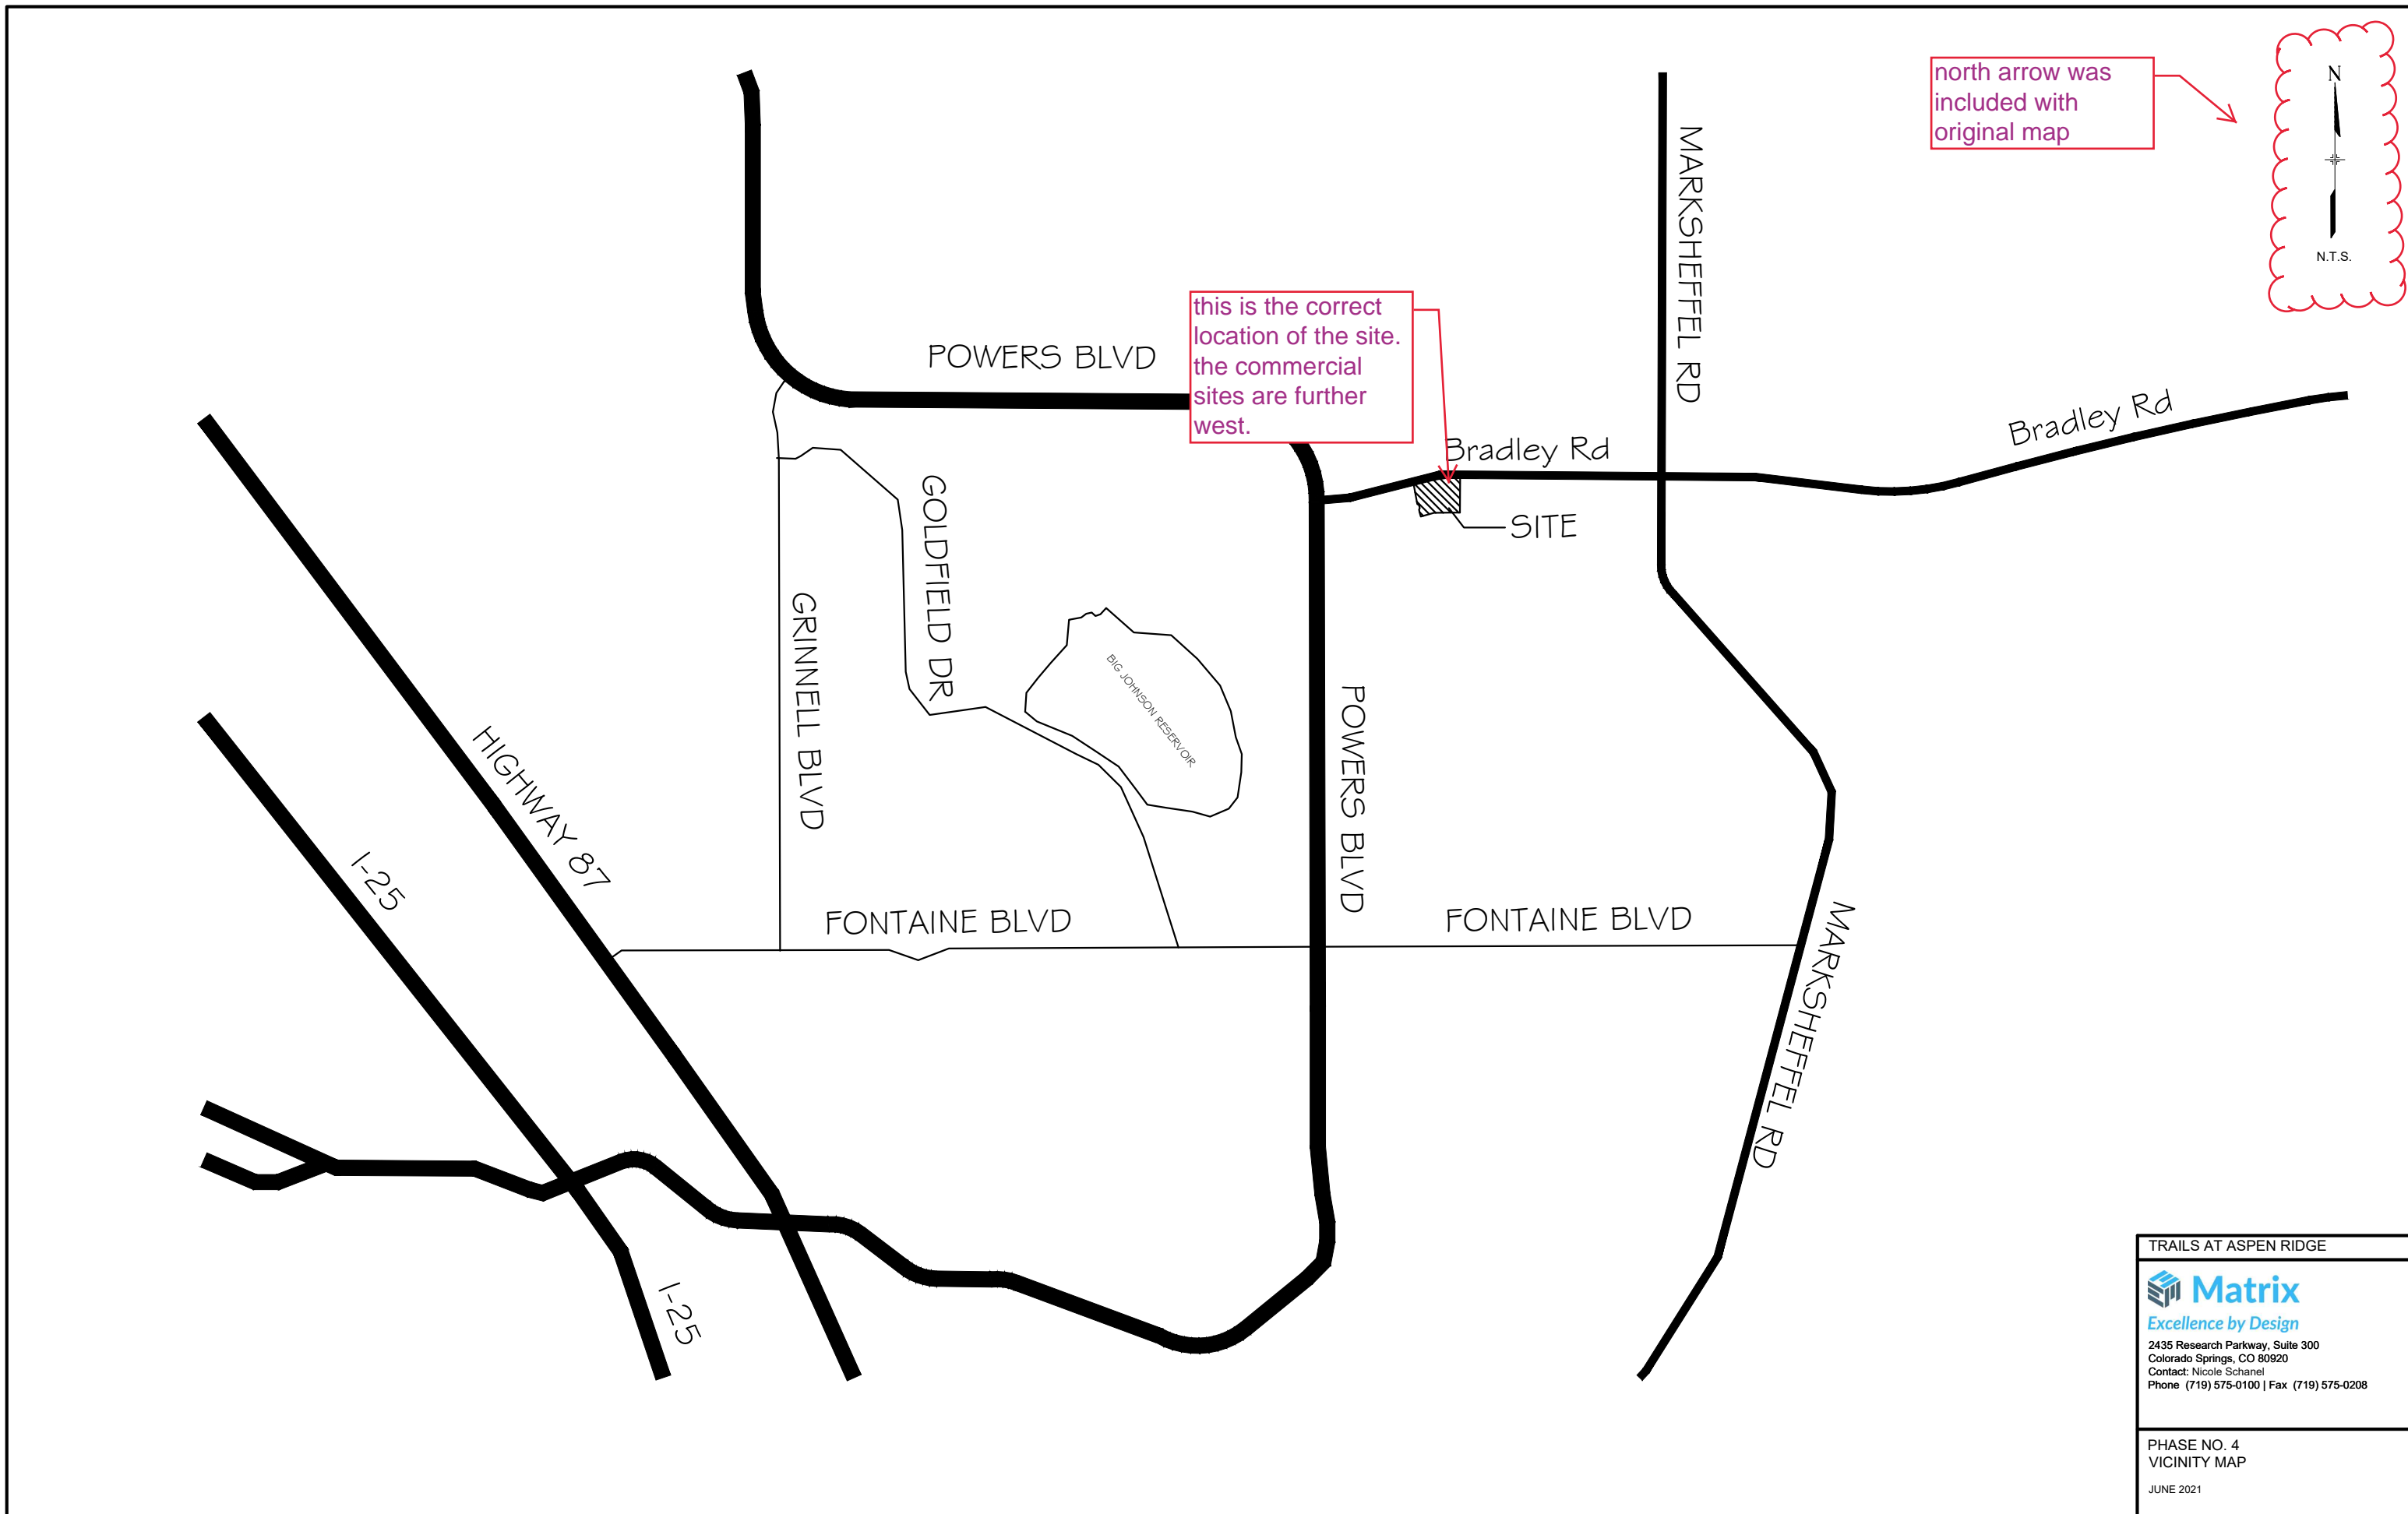 north arrow was
included with
original map
N
N.T.S.
MARKSHEFFEL RD
this is the correct
location of the site.
the commercial
sites are further
west.
POWERS BLVD
Bradley Rd
Bradley Rd
SITE
GOLDFIELD DR
GRINNELL BLVD
BIG JOHNSON RESERVOIR
POWERS BLVD
HIGHWAY 87
I-25
FONTAINE BLVD
FONTAINE BLVD
MARKSHEFFEL RD
I-25
TRAILS AT ASPEN RIDGE
Matrix
Excellence by Design
2435 Research Parkway, Suite 300
Colorado Springs, CO 80920
Contact: Nicole Schanel
Phone (719) 575-0100 | Fax (719) 575-0208
PHASE NO. 4
VICINITY MAP
JUNE 2021